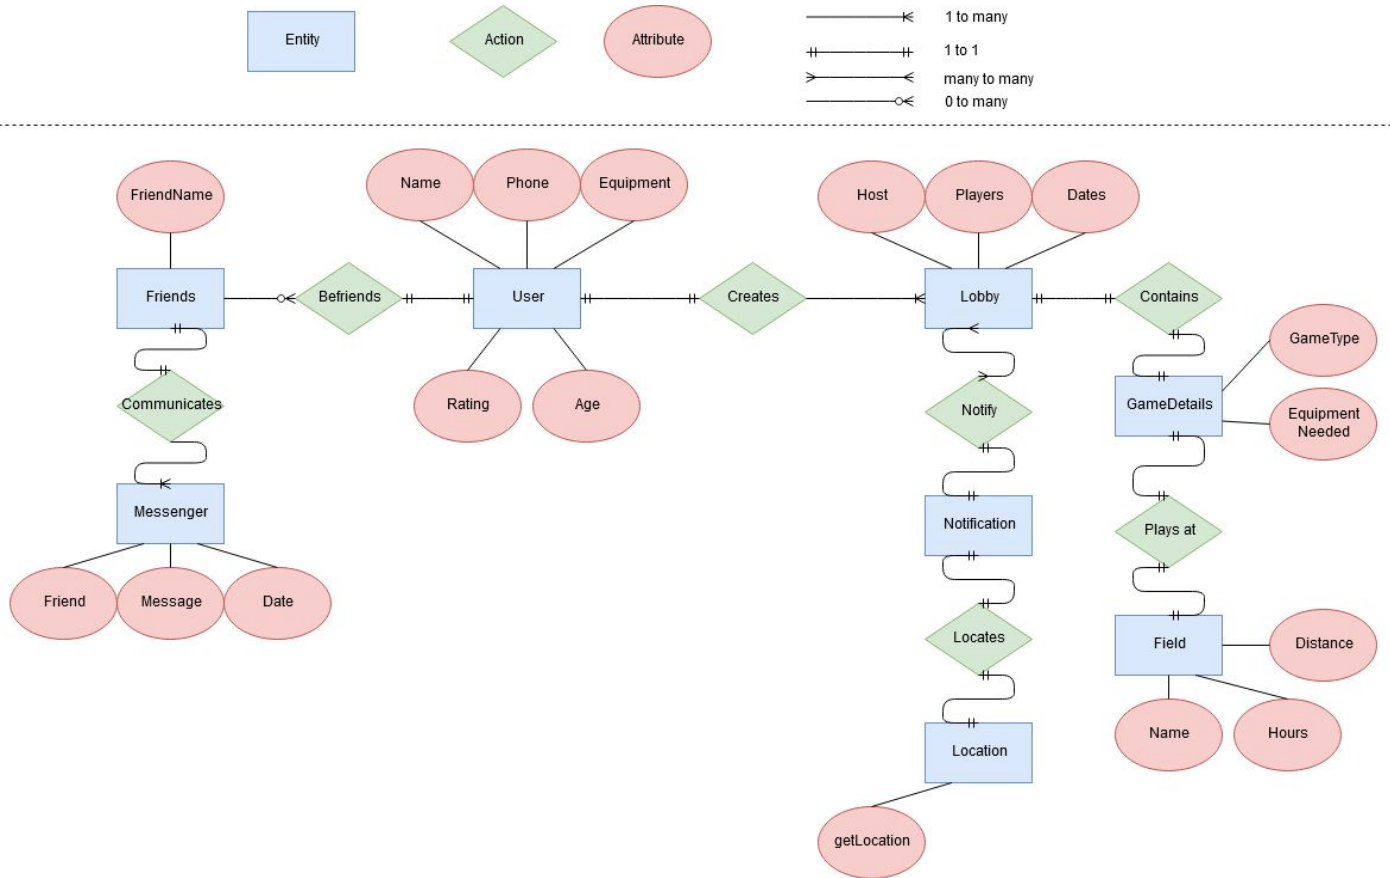 Entity
Action
Attribute
1 to many
1 to 1
many to many
0 to many
FriendName
Name
Phone
Equipment
Host
Players
Dates
Friends
Befriends
User
Creates
Lobby
Contains
GameType
Communicates
Rating
Age
Notify
GameDetails
Equipment
Needed
Messenger
Notification
Plays at
Friend
Message
Date
Locates
Field
Distance
Name
Hours
Location
getLocation